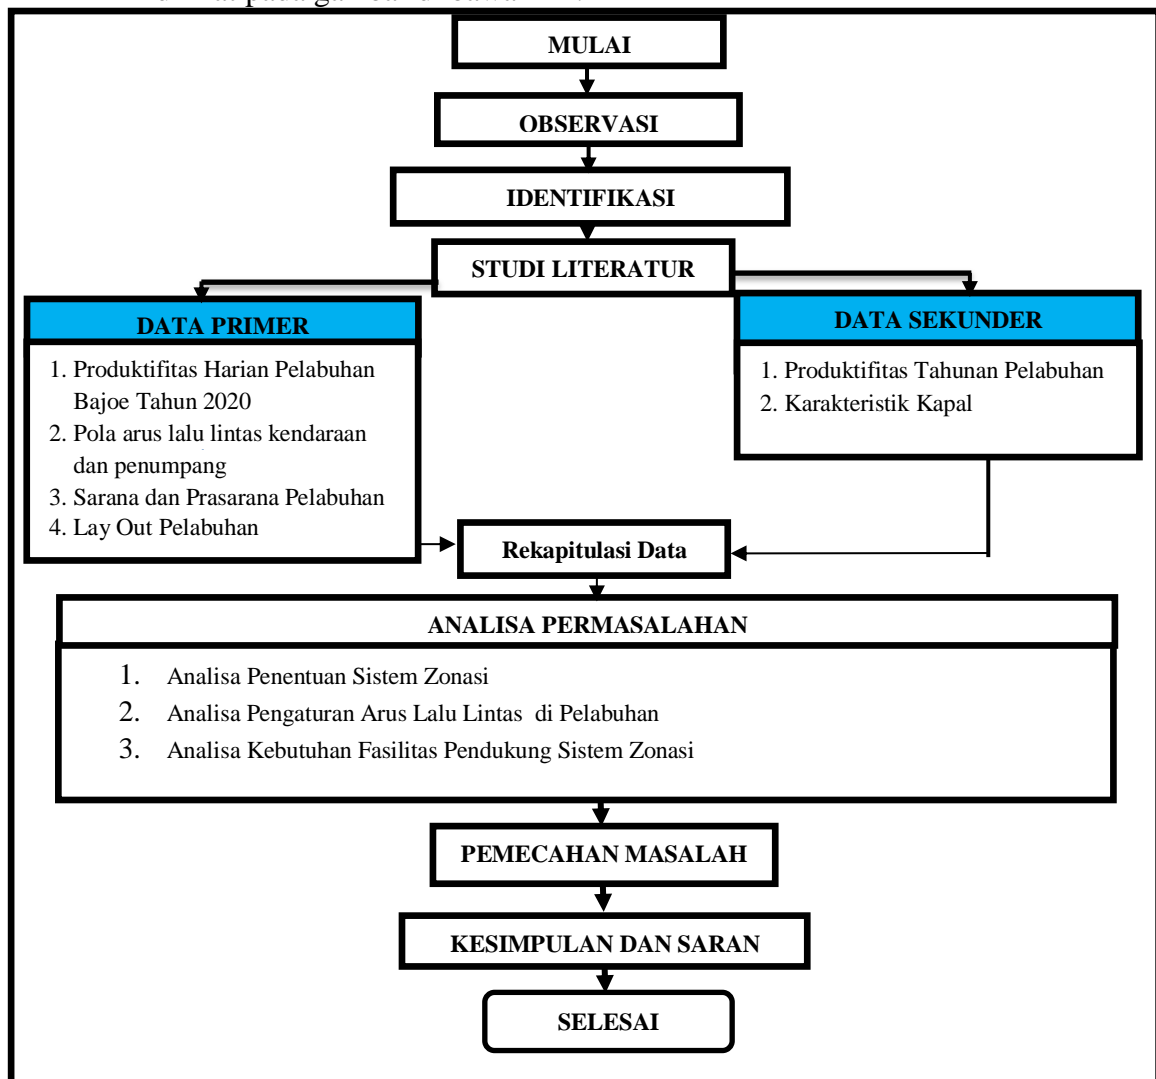 MULAI
OBSERVASI
IDENTIFIKASI
STUDI LITERATUR
DATA PRIMER
1. Produktifitas Harian Pelabuhan
Bajoe Tahun 2020
2. Pola arus lalu lintas kendaraan
dan penumpang
3. Sarana dan Prasarana Pelabuhan
4. Lay Out Pelabuhan
DATA SEKUNDER
1. Produktifitas Tahunan Pelabuhan
2. Karakteristik Kapal
Rekapitulasi Data
ANALISA PERMASALAHAN
1. Analisa Penentuan Sistem Zonasi
2. Analisa Pengaturan Arus Lalu Lintas di Pelabuhan
3. Analisa Kebutuhan Fasilitas Pendukung Sistem Zonasi
PEMECAHAN MASALAH
KESIMPULAN DAN SARAN
SELESAI